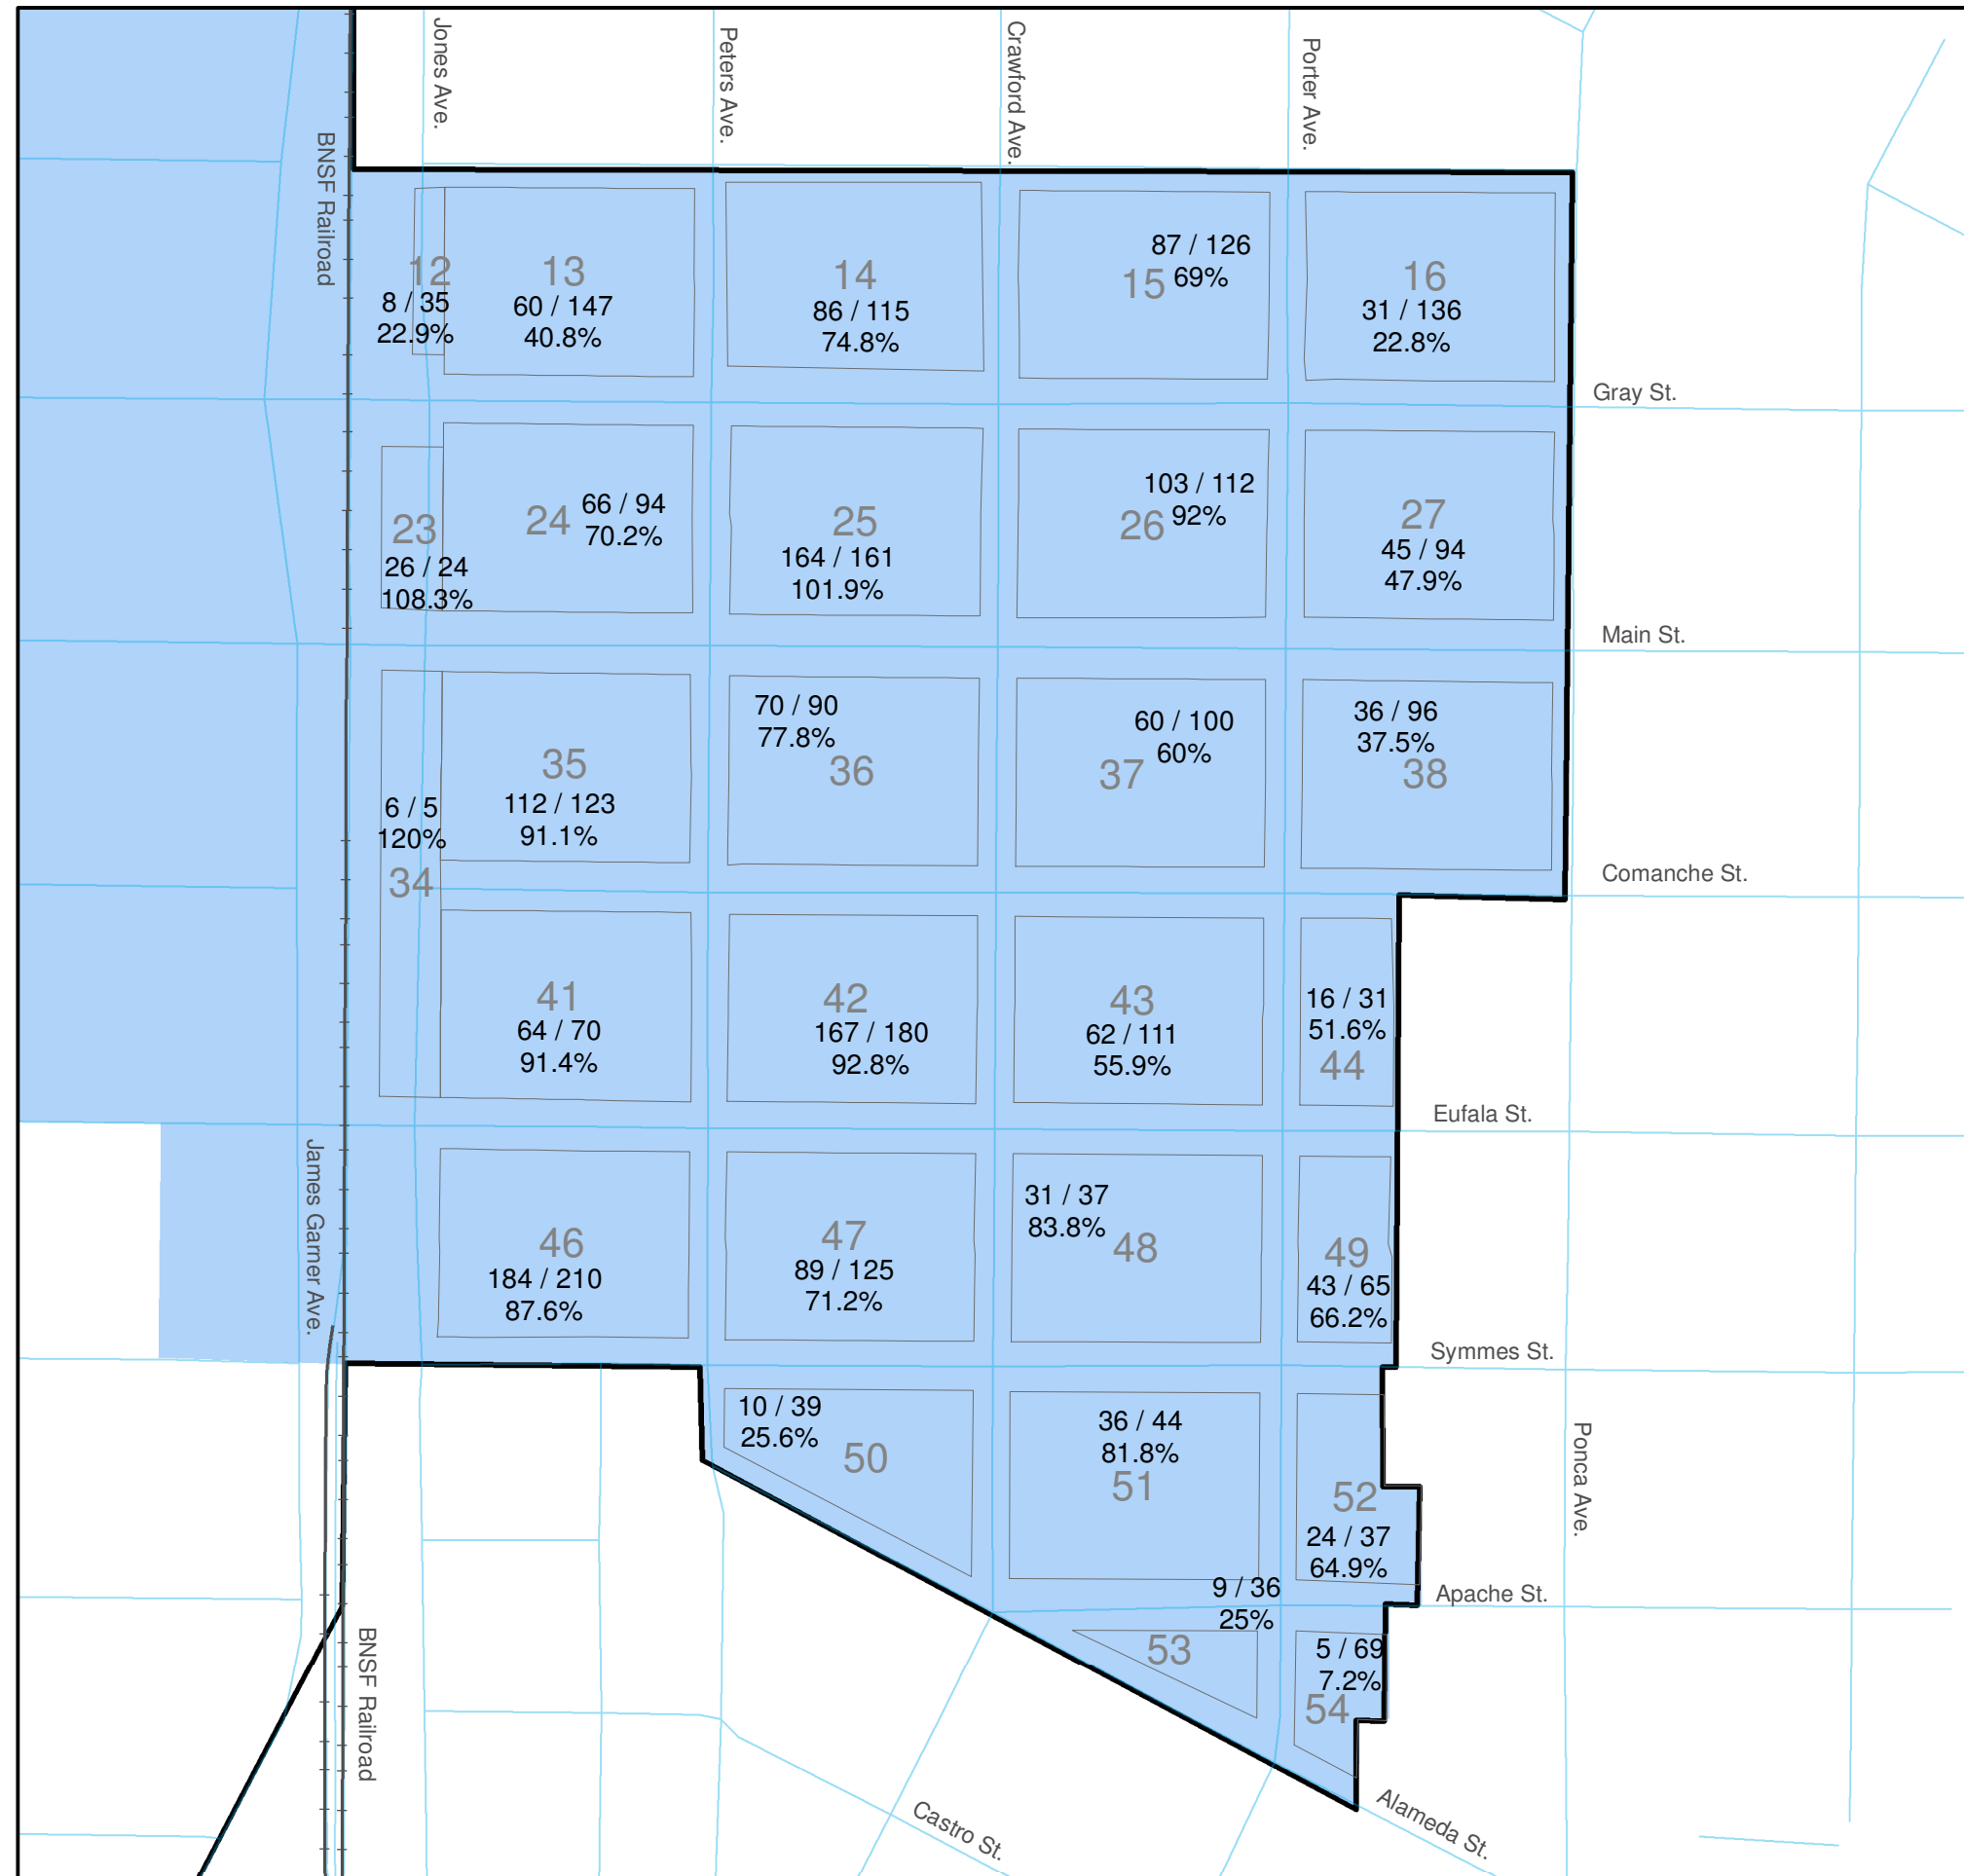 Jones Ave.
Peters Ave.
Crawford Ave.
Porter Ave.
BNSF Railroad
12
8 / 35
22.9%
13
60 / 147
40.8%
14
86 / 115
74.8%
87 / 126
15 69%
16
31 / 136
22.8%
Gray St.
23
26 / 24
108.3%
24
66 / 94
70.2%
25
164 / 161
101.9%
103 / 112
26 92%
27
45 / 94
47.9%
Main St.
6 / 5
120%
34
35
112 / 123
91.1%
70 / 90
77.8%
36
60 / 100
60%
37
36 / 96
37.5%
38
Comanche St.
41
64 / 70
91.4%
42
167 / 180
92.8%
43
62 / 111
55.9%
16 / 31
51.6%
44
Eufala St.
James Garner Ave.
46
184 / 210
87.6%
47
89 / 125
71.2%
31 / 37
83.8%
48
49
43 / 65
66.2%
Symmes St.
10 / 39
25.6%
50
36 / 44
81.8%
51
52
24 / 37
64.9%
Ponca Ave.
Apache St.
9 / 36
25%
53
5 / 69
7.2%
54
BNSF Railroad
Castro St.
Alameda St.